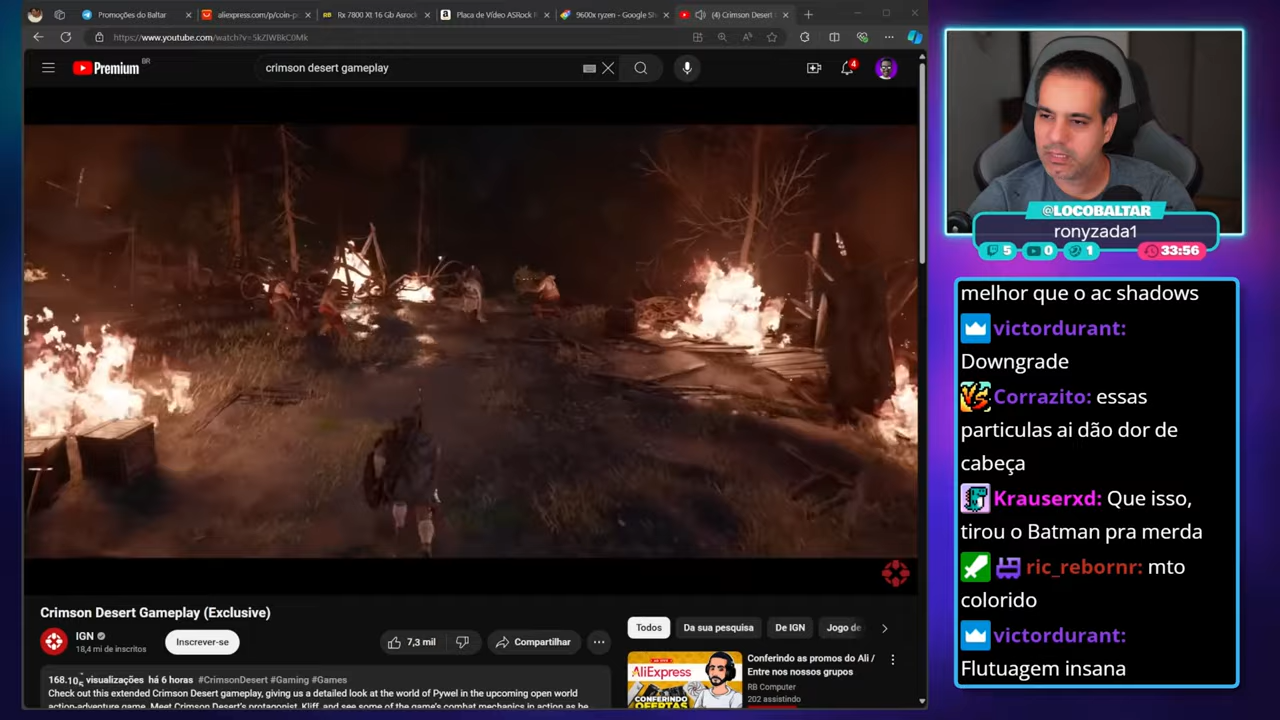 Promoções do Baltar
aliexpress.com/p/coin-p
Rx 7800 Xt 16 Gb Asrock
Placa de Vídeo ASRock
9600x ryzen - Google Sh
(4) Crimson Desert
https://www.youtube.com/watch?v=5kZIWBkC0Mk
Premium BR
crimson desert gameplay
4
@LOCOBALTAR
ronyzada1
5 0 1 33:56
melhor que o ac shadows
victordurant:
Downgrade
Corrazito: essas
particulas ai dão dor de
cabeça
Krauserxd: Que isso,
tirou o Batman pra merda
ric_rebornr: mto
colorido
victordurant:
Flutuagem insana
Crimson Desert Gameplay (Exclusive)
IGN
18,4 mi de inscritos
Inscrever-se
7,3 mil
Compartilhar
Todos
Da sua pesquisa
De IGN
Jogo de
visualizações há 6 horas #CrimsonDesert #Gaming #Games
Check out this extended Crimson Desert gameplay, giving us a detailed look at the world of Pywel in the upcoming open world
action-adventure game. Meet Crimson Desert's protagonist, Kliff, and see some of the game's combat mechanics in action as he
AliExpress
CONFERINDO
OFERTAS
Conferindo as promos do Ali /
Entre nos nossos grupos
RB Computer
202 assistindo